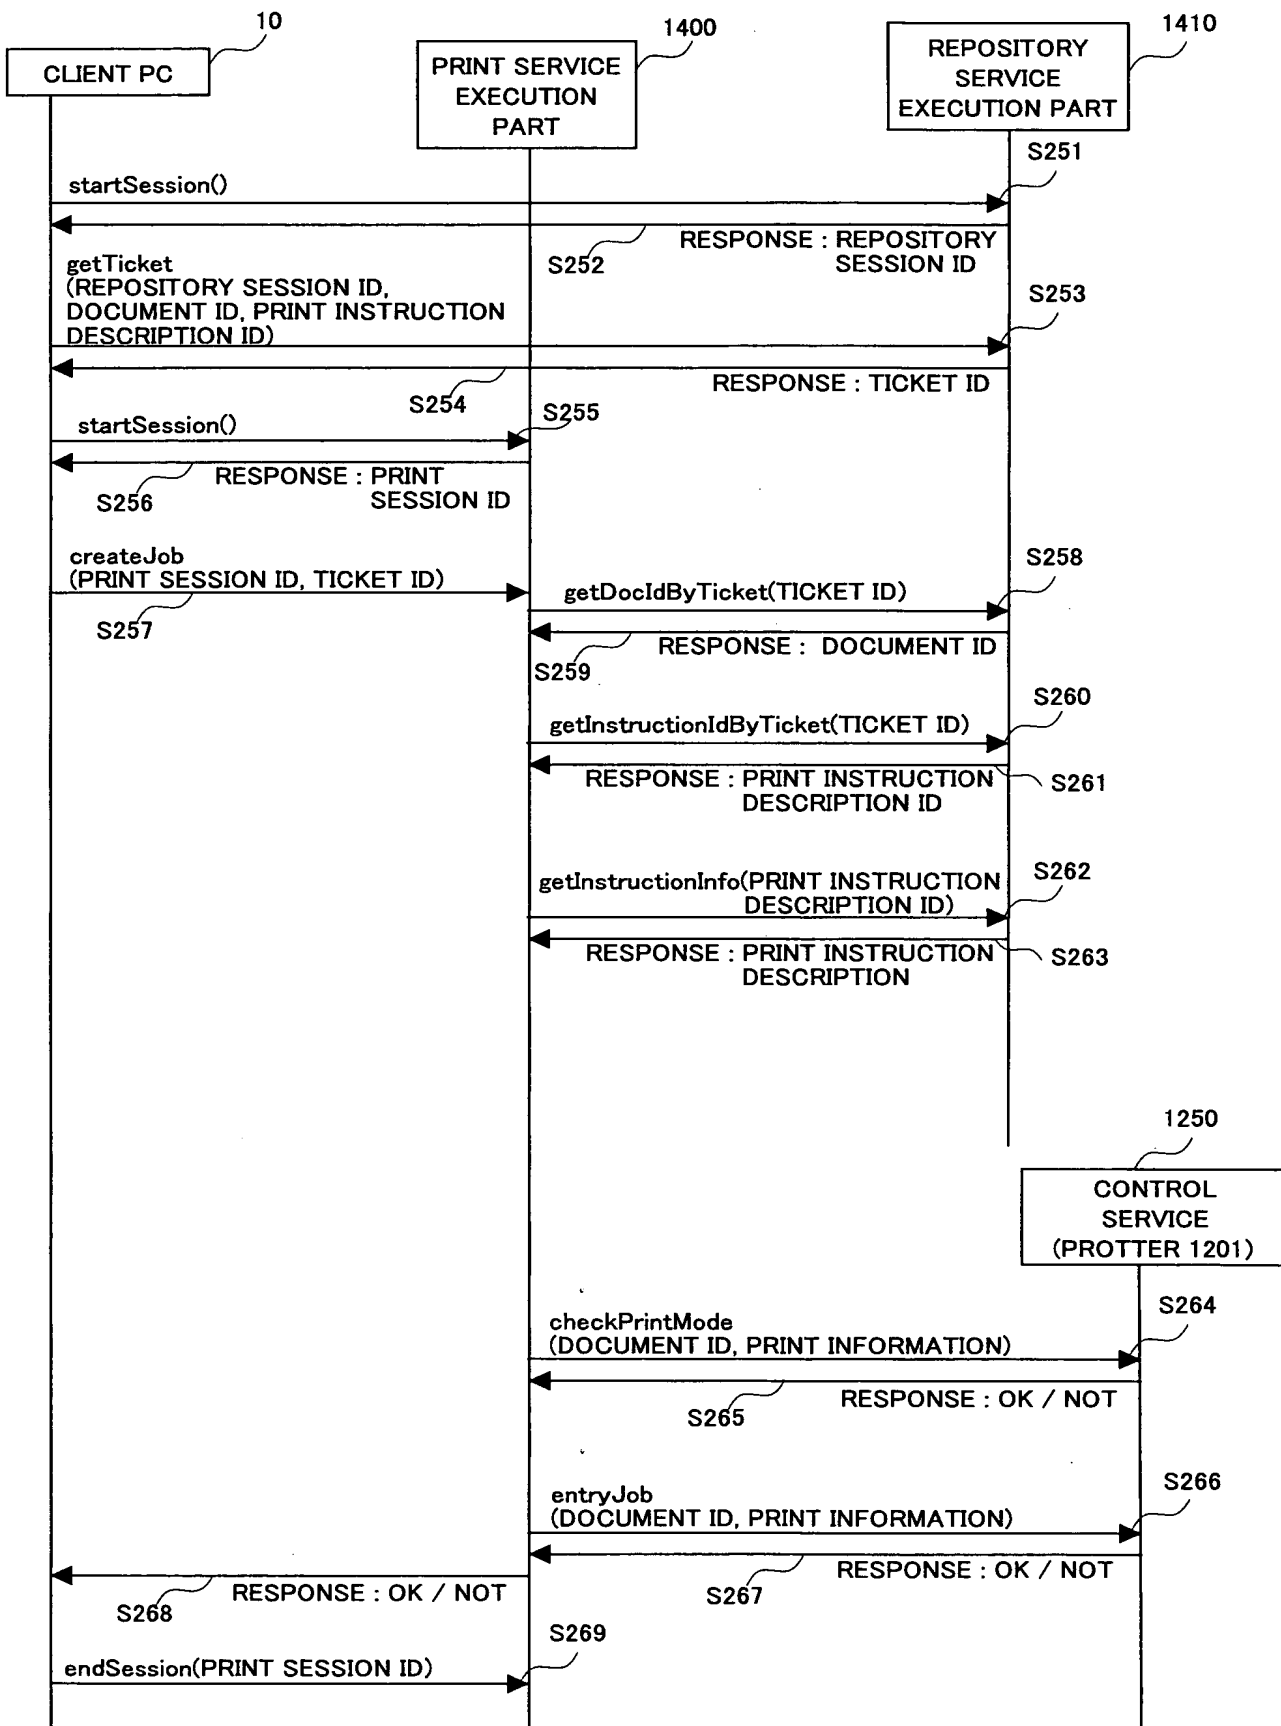 10
1400
1410
CLIENT PC
PRINT SERVICE
EXECUTION
PART
REPOSITORY
SERVICE
EXECUTION PART
S251
startSession()
RESPONSE : REPOSITORY
SESSION ID
S252
getTicket
(REPOSITORY SESSION ID,
DOCUMENT ID, PRINT INSTRUCTION
DESCRIPTION ID)
S253
RESPONSE : TICKET ID
S254
S255
startSession()
RESPONSE : PRINT
SESSION ID
S256
createJob
(PRINT SESSION ID, TICKET ID)
S257
S258
getDocIdByTicket(TICKET ID)
RESPONSE : DOCUMENT ID
S259
S260
getInstructionIdByTicket(TICKET ID)
RESPONSE : PRINT INSTRUCTION
DESCRIPTION ID
S261
S262
getInstructionInfo(PRINT INSTRUCTION
DESCRIPTION ID)
RESPONSE : PRINT INSTRUCTION
DESCRIPTION
S263
1250
CONTROL
SERVICE
(PROTTER 1201)
S264
checkPrintMode
(DOCUMENT ID, PRINT INFORMATION)
RESPONSE : OK / NOT
S265
S266
entryJob
(DOCUMENT ID, PRINT INFORMATION)
RESPONSE : OK / NOT
S267
RESPONSE : OK / NOT
S268
S269
endSession(PRINT SESSION ID)